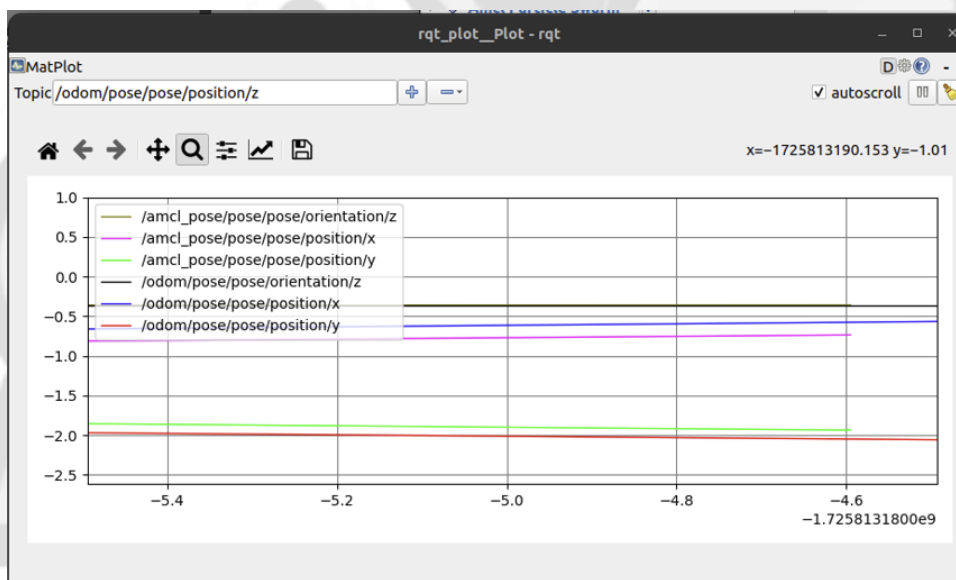 Amcl Particle Swarm
rqt_plot__Plot - rqt
MatPlot
D
-
Topic /odom/pose/pose/position/z
autoscroll
x=−1725813190.153 y=−1.01
1.0
0.5
0.0
−0.5
−1.0
−1.5
−2.0
−2.5
/amcl_pose/pose/pose/orientation/z
/amcl_pose/pose/pose/position/x
/amcl_pose/pose/pose/position/y
/odom/pose/pose/orientation/z
/odom/pose/pose/position/x
/odom/pose/pose/position/y
−5.4 −5.2 −5.0 −4.8 −4.6
−1.7258131800e9